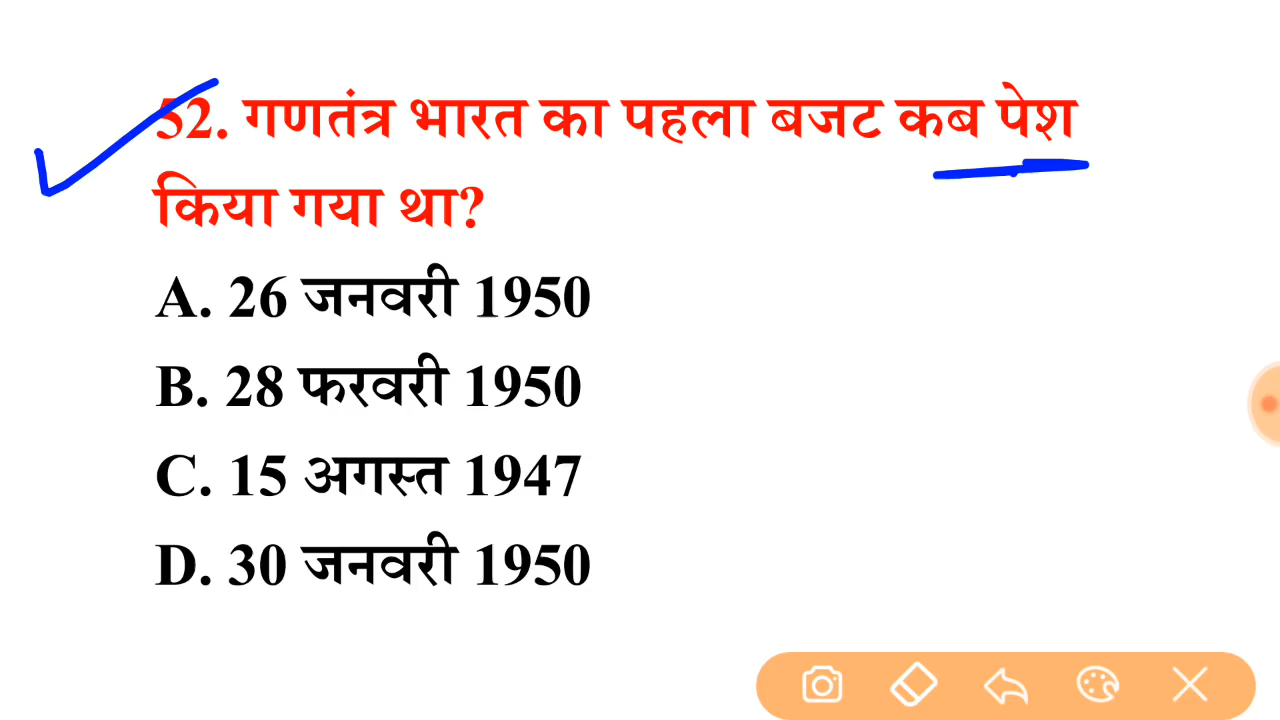 52. गणतंत्र भारत का पहला बजट कब पेश
किया गया था?
A. 26 जनवरी 1950
B. 28 फरवरी 1950
C. 15 अगस्त 1947
D. 30 जनवरी 1950